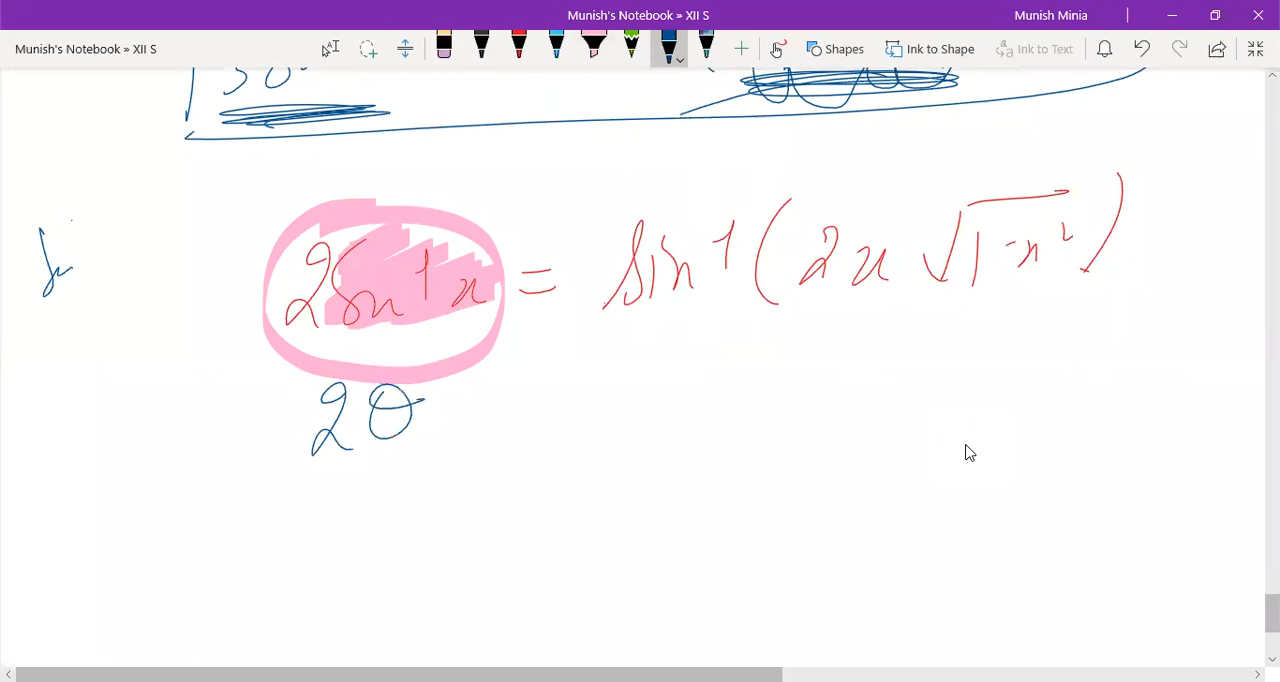 Munish's Notebook » XII S
Munish Minia
Munish's Notebook » XII S
Shapes
Ink to Shape
Ink to Text
2Sin⁻¹x = Sin⁻¹(2x√1-x²)
2θ